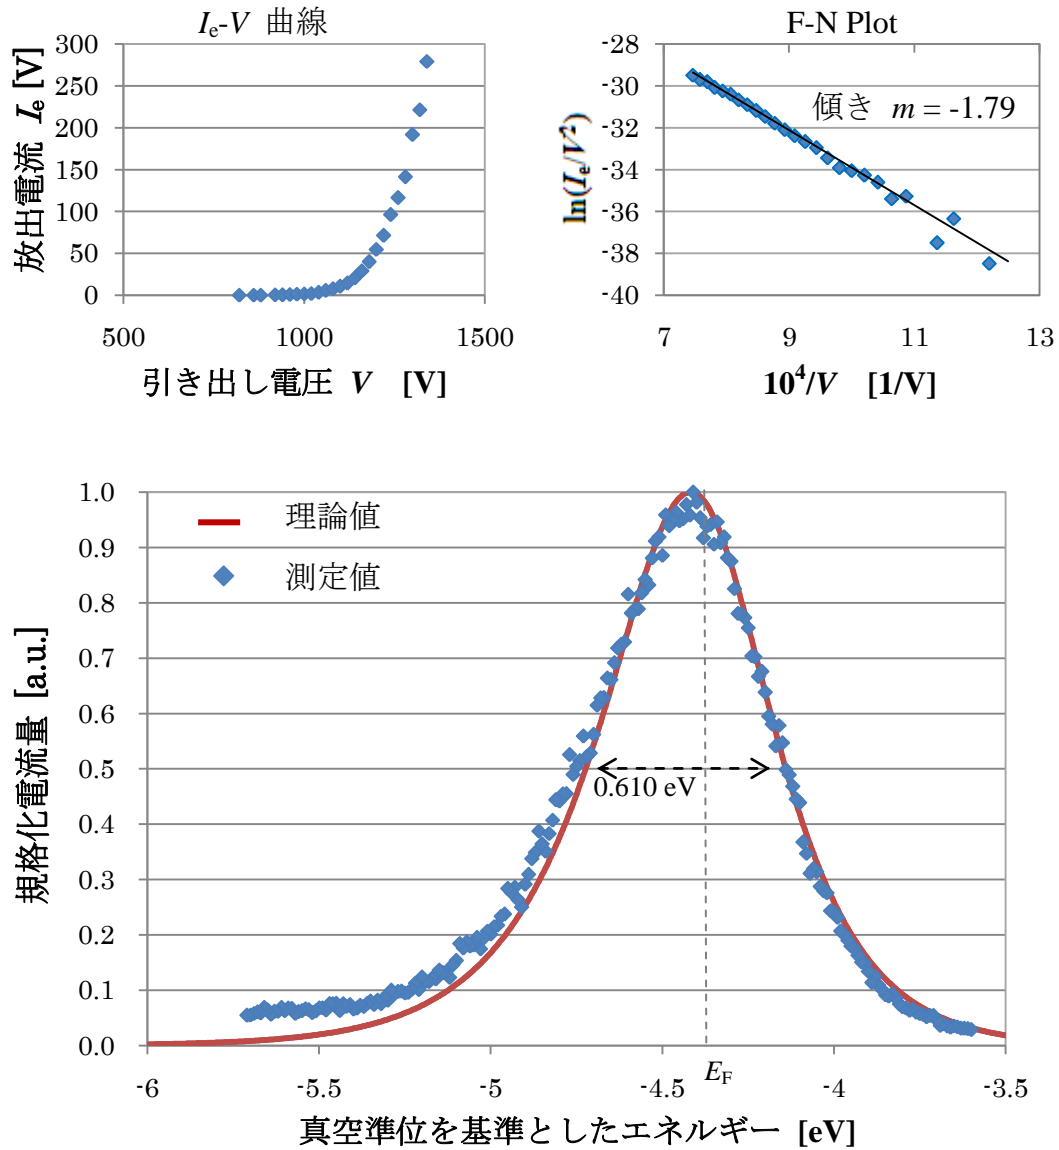 Ie-V 曲線
300
250
200
150
100
50
0
500 1000 1500
放出電流 Ie [V]
引き出し電圧 V [V]
F-N Plot
-28
-30
-32
-34
-36
-38
-40
7 9 11 13
傾き m = -1.79
ln(Ie/V²)
10⁴/V [1/V]
1.0
0.9
0.8
0.7
0.6
0.5
0.4
0.3
0.2
0.1
0.0
理論値
測定値
0.610 eV
EF
-6 -5.5 -5 -4.5 -4 -3.5
規格化電流量 [a.u.]
真空準位を基準としたエネルギー [eV]